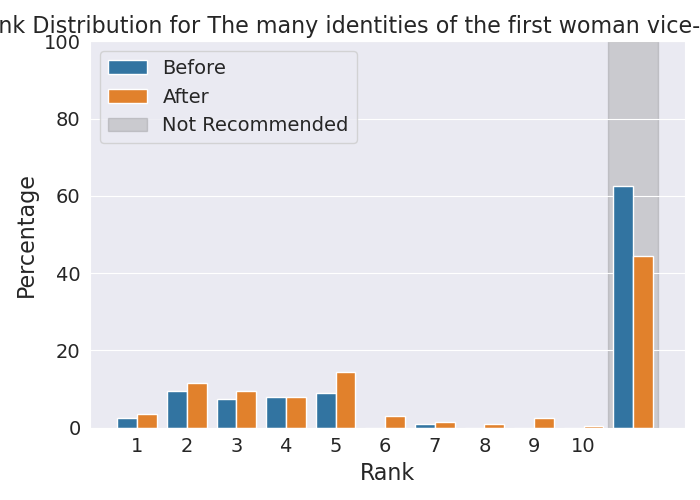 nk Distribution for The many identities of the first woman vice-
100
80
60
40
20
0
Percentage
Before
After
Not Recommended
1 2 3 4 5 6 7 8 9 10
Rank